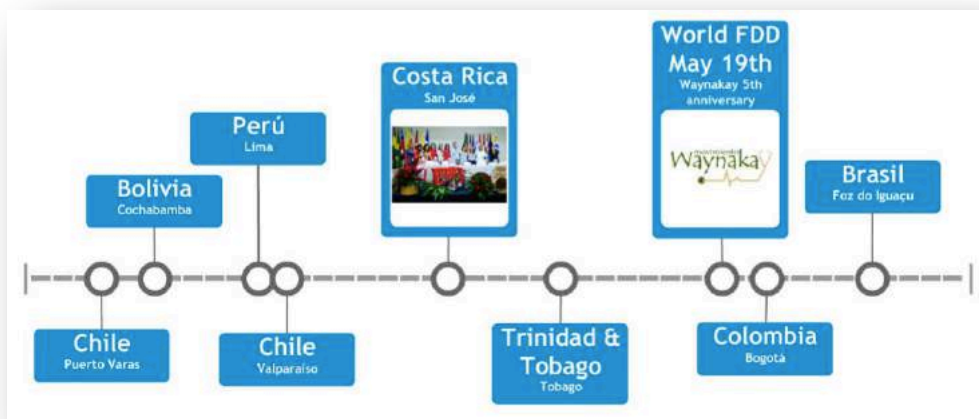 World FDD
May 19th
Waynakay 5th
anniversary
Waynakay
Costa Rica
San José
Perú
Lima
Bolivia
Cochabamba
Brasil
Foz do Iguaçu
Chile
Puerto Varas
Chile
Valparaíso
Trinidad &
Tobago
Tobago
Colombia
Bogotá